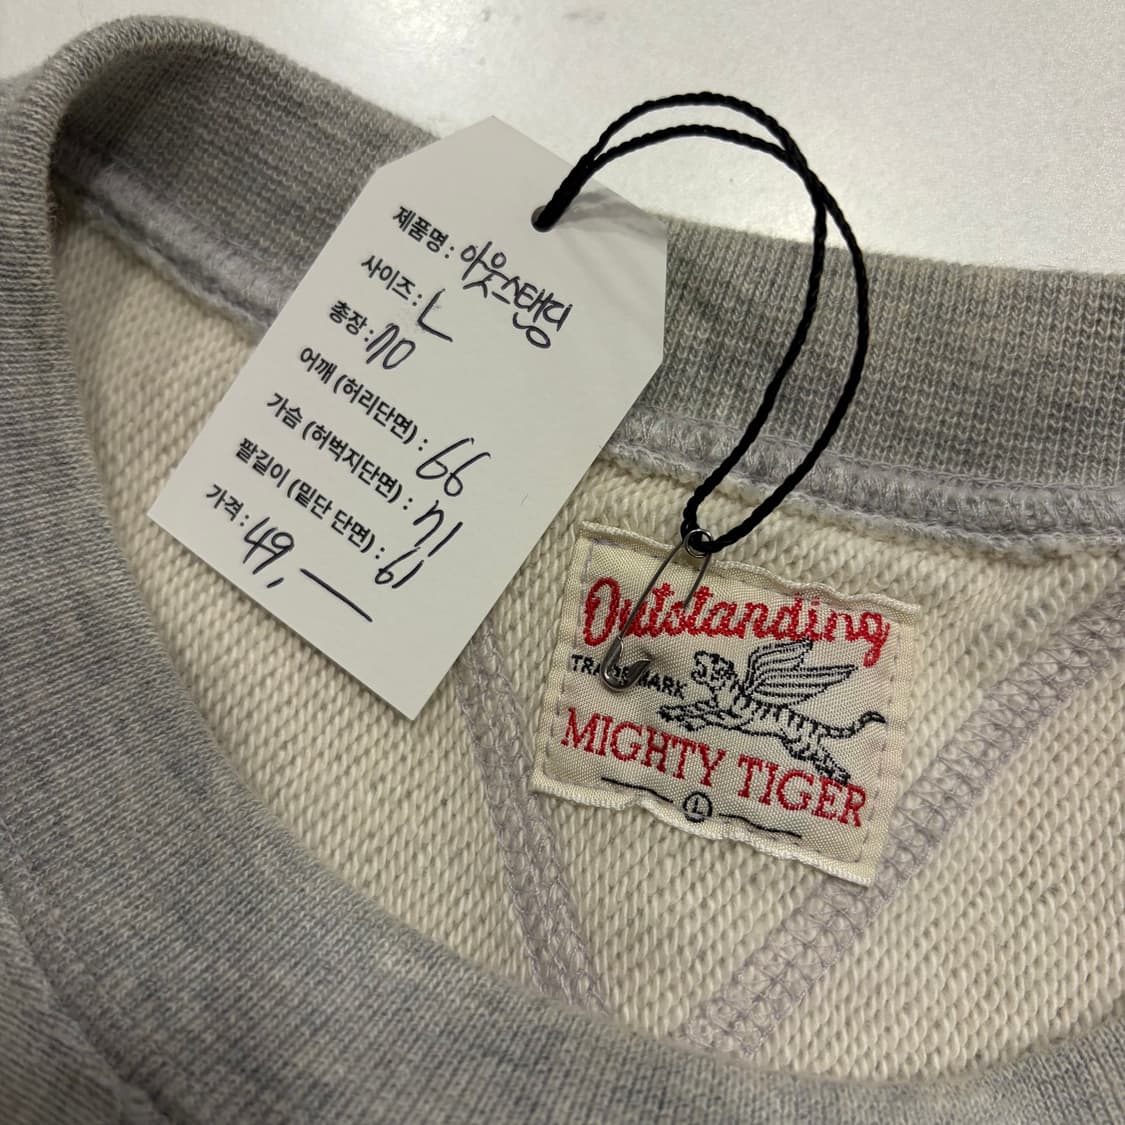 제품명 : 아웃스탠딩
사이즈 : L
총장 : 70
어깨 (허리단면) : 66
가슴 (허벅지단면) : 71
팔길이 (밑단 단면) : 61
가격 : 49,—
Outstanding
TRADE MARK
MIGHTY TIGER
L